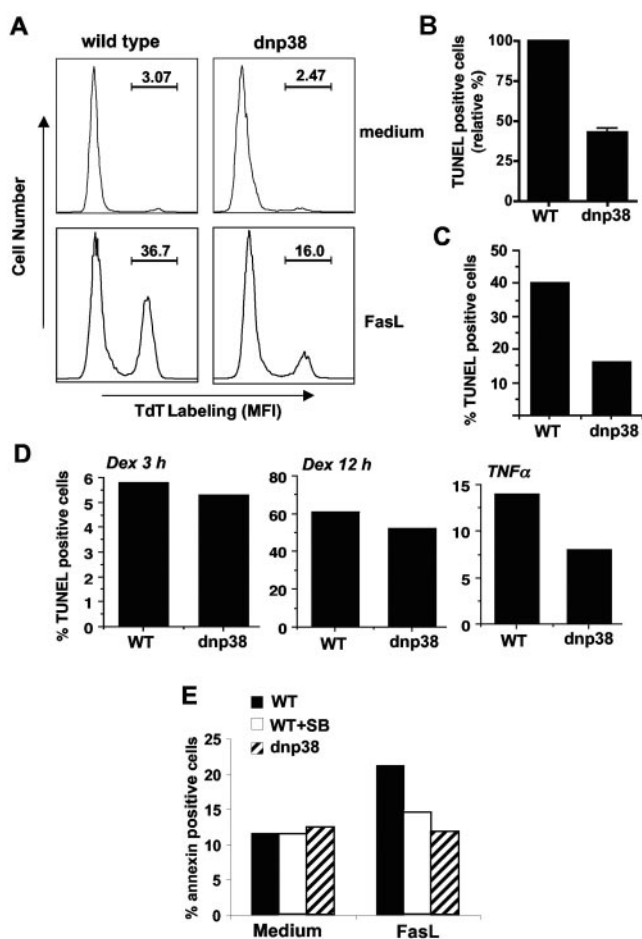 A
wild type
dnp38
3.07
2.47
medium
36.7
16.0
FasL
Cell Number
TdT Labeling (MFI)
B
TUNEL positive cells
(relative %)
100
75
50
25
0
WT
dnp38
C
% TUNEL positive cells
50
40
30
20
10
WT
dnp38
D
% TUNEL positive cells
Dex 3 h
6
5
4
3
2
1
0
WT
dnp38
Dex 12 h
80
60
40
20
0
WT
dnp38
TNFα
15
10
5
0
WT
dnp38
E
WT
WT+SB
dnp38
% annexin positive cells
25
20
15
10
5
0
Medium
FasL